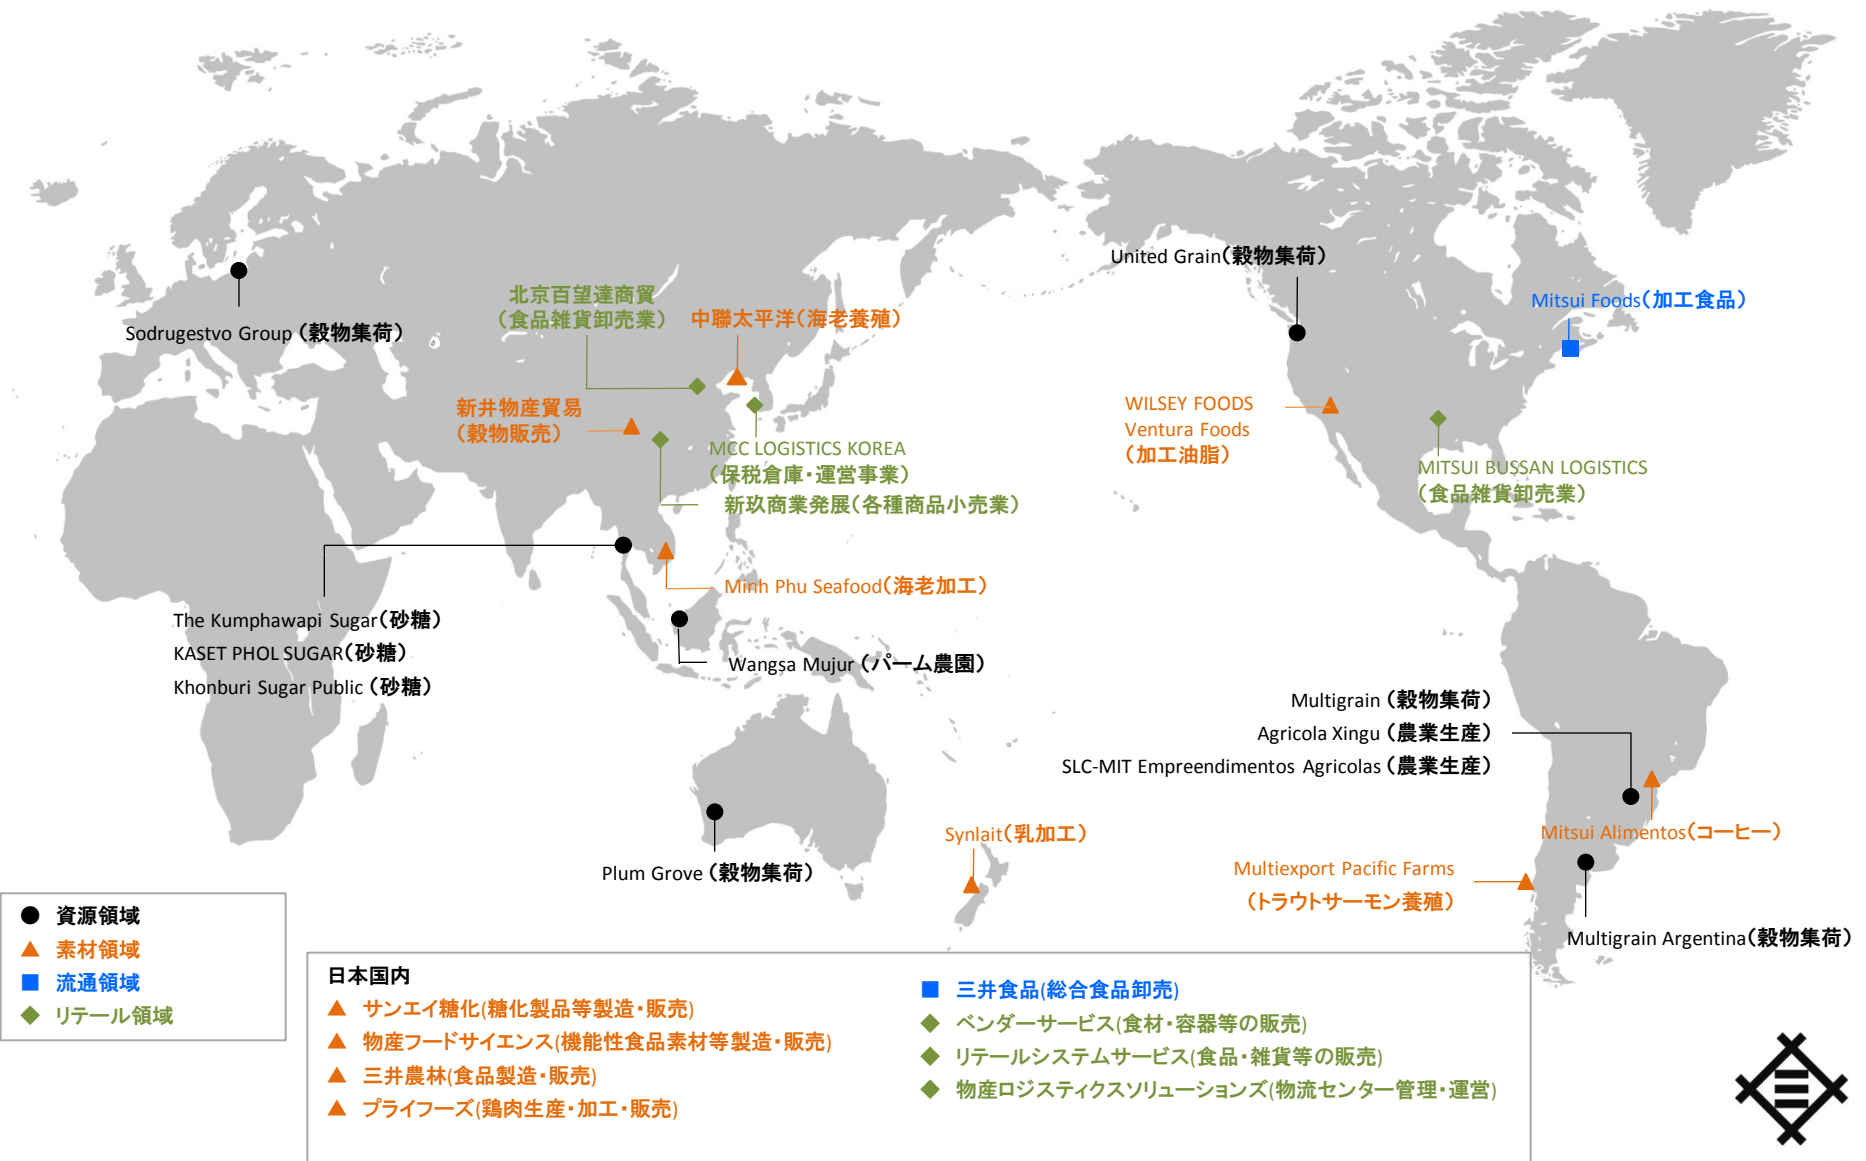 United Grain(穀物集荷)
Mitsui Foods(加工食品)
北京百望達商貿
(食品雑貨卸売業)
中聯太平洋(海老養殖)
Sodrugestvo Group (穀物集荷)
新井物産貿易
(穀物販売)
WILSEY FOODS
Ventura Foods
(加工油脂)
MCC LOGISTICS KOREA
(保税倉庫・運営事業)
新玖商業発展(各種商品小売業)
MITSUI BUSSAN LOGISTICS
(食品雑貨卸売業)
Minh Phu Seafood(海老加工)
The Kumphawapi Sugar(砂糖)
KASET PHOL SUGAR(砂糖)
Khonburi Sugar Public (砂糖)
Wangsa Mujur (パーム農園)
Multigrain (穀物集荷)
Agricola Xingu (農業生産)
SLC-MIT Empreendimentos Agricolas (農業生産)
Synlait(乳加工)
Mitsui Alimentos(コーヒー)
Plum Grove (穀物集荷)
Multiexport Pacific Farms
(トラウトサーモン養殖)
Multigrain Argentina(穀物集荷)
資源領域
素材領域
流通領域
リテール領域
日本国内
サンエイ糖化(糖化製品等製造・販売)
物産フードサイエンス(機能性食品素材等製造・販売)
三井農林(食品製造・販売)
プライフーズ(鶏肉生産・加工・販売)
三井食品(総合食品卸売)
ベンダーサービス(食材・容器等の販売)
リテールシステムサービス(食品・雑貨等の販売)
物産ロジスティクスソリューションズ(物流センター管理・運営)